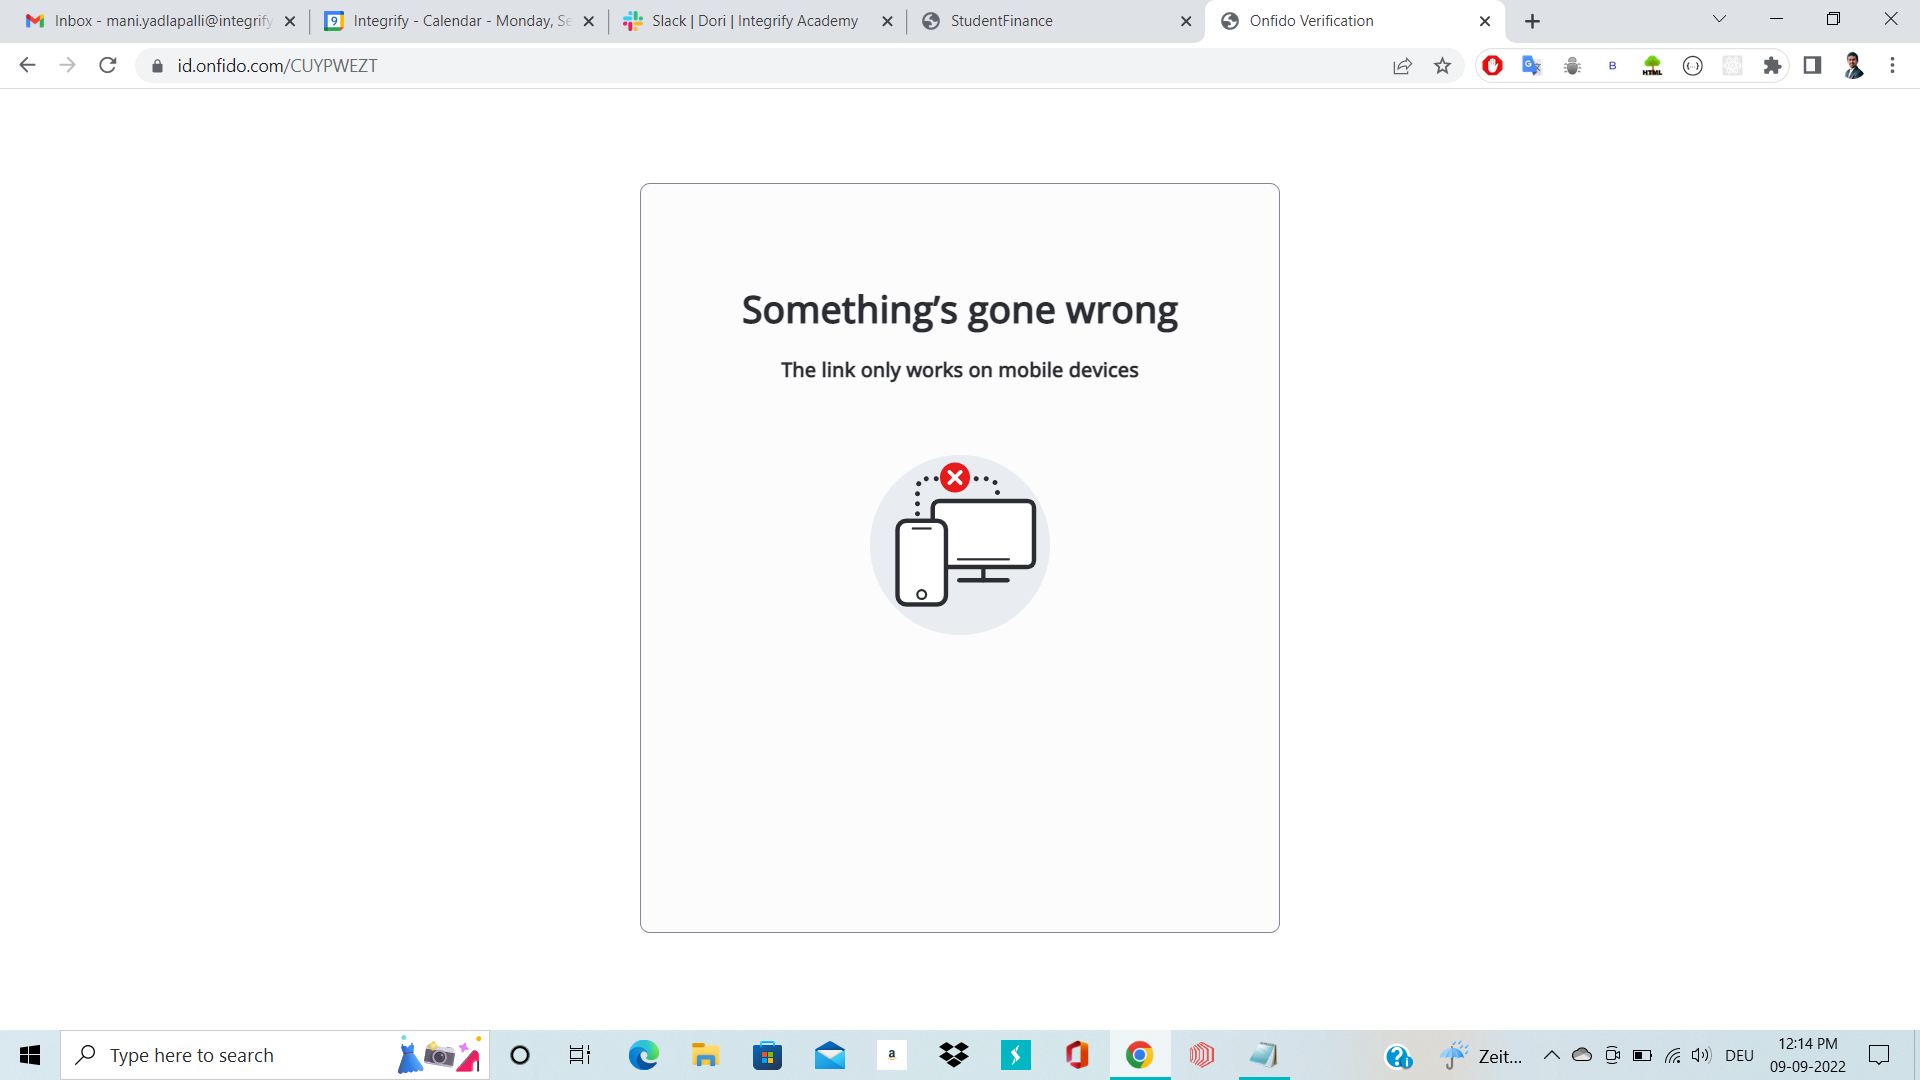 Inbox - mani.yadlapalli@integrify
9
Integrify - Calendar - Monday, Se
Slack | Dori | Integrify Academy
StudentFinance
Onfido Verification
id.onfido.com/CUYPWEZT
B
HTML
Something’s gone wrong
The link only works on mobile devices
Type here to search
a
Zeit...
DEU
12:14 PM
09-09-2022